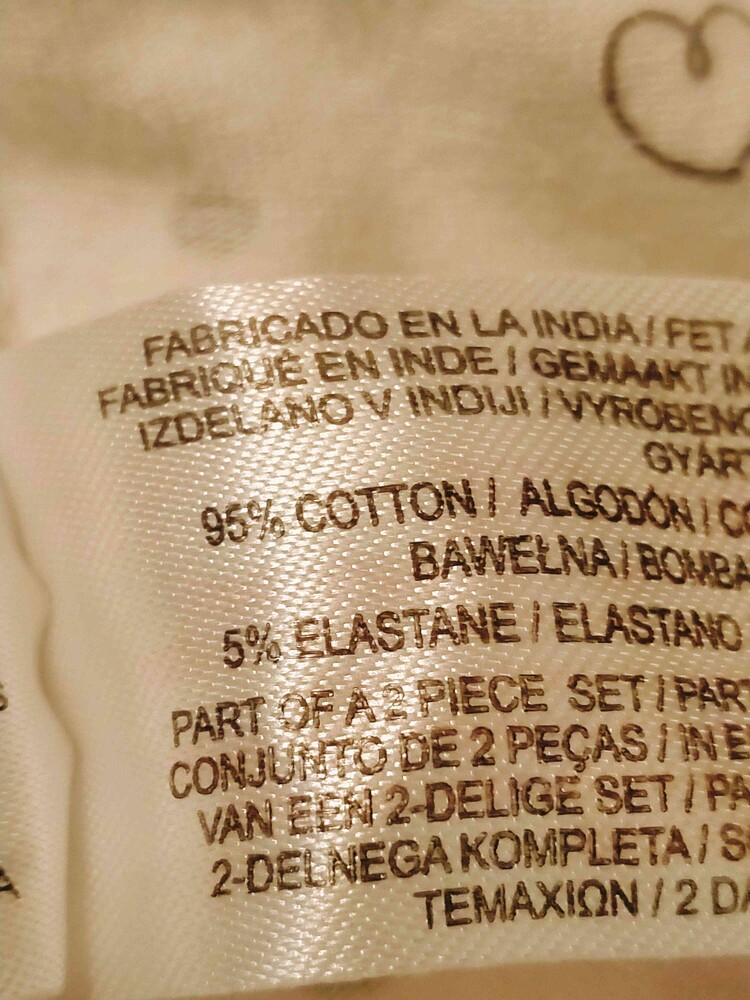 FABRICADO EN LA INDIA / FET
FABRIQUÉ EN INDE / GEMAAKT IN
IZDELANO V INDIJI / VYROBENO
GYÁRT
95% COTTON / ALGODÓN / CO
BAWEŁNA / BOMBA
5% ELASTANE / ELASTANO
PART OF A 2 PIECE SET / PART
CONJUNTO DE 2 PEÇAS / IN E
VAN EEN 2-DELIGE SET / PA
2-DELNEGA KOMPLETA / S
ΤΕΜΑΧΙΩΝ / 2 DA